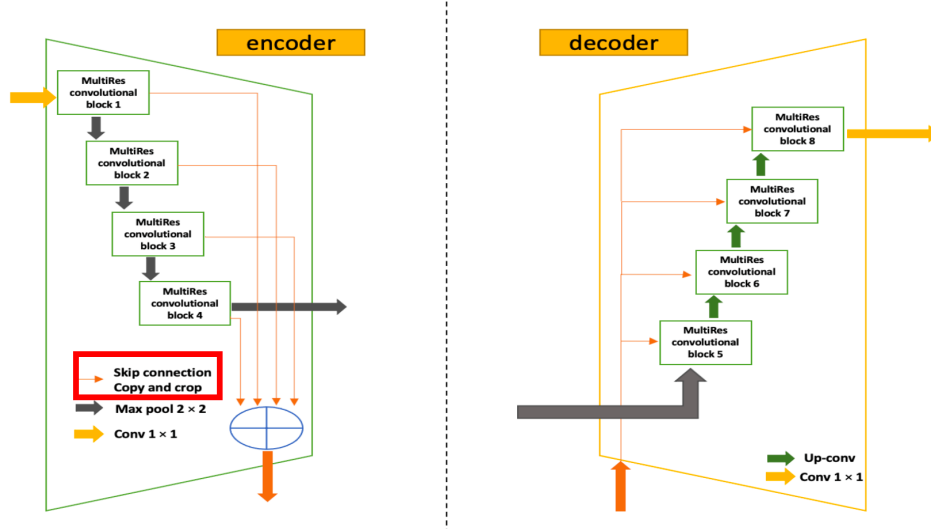 encoder
MultiRes
convolutional
block 1
MultiRes
convolutional
block 2
MultiRes
convolutional
block 3
MultiRes
convolutional
block 4
Skip connection
Copy and crop
Max pool 2 × 2
Conv 1 × 1
decoder
MultiRes
convolutional
block 8
MultiRes
convolutional
block 7
MultiRes
convolutional
block 6
MultiRes
convolutional
block 5
Up-conv
Conv 1 × 1